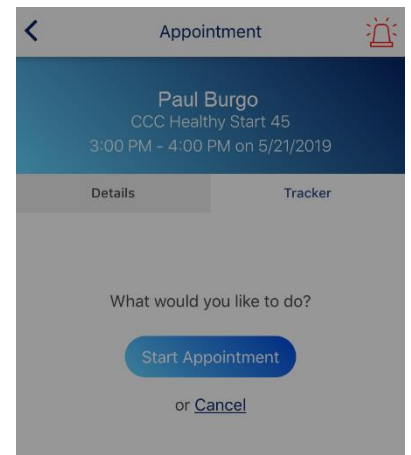 Appointment
Paul Burgo
CCC Healthy Start 45
3:00 PM - 4:00 PM on 5/21/2019
Details Tracker
What would you like to do?
Start Appointment
or Cancel